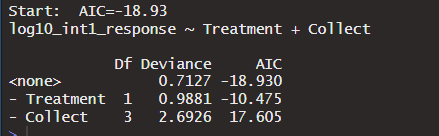 Start:  AIC=-18.93
log10_int1_response ~ Treatment + Collect

            Df Deviance     AIC
<none>           0.7127 -18.930
- Treatment  1   0.9881 -10.475
- Collect    3   2.6926  17.605
>